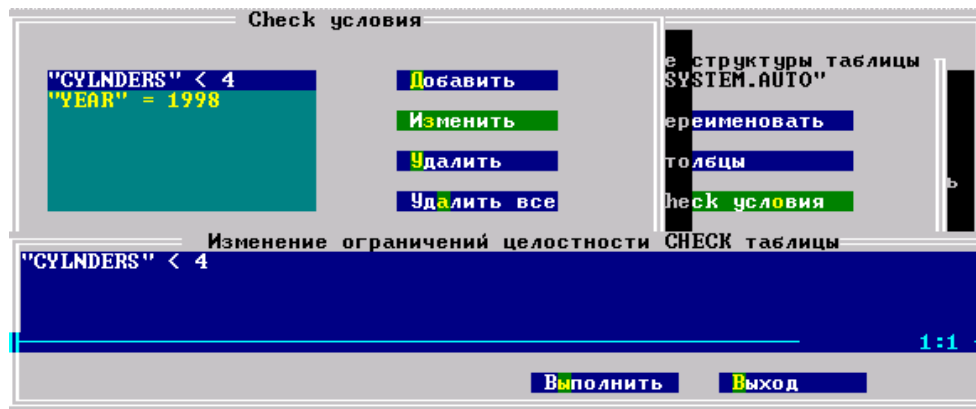 Check условия
е структуры таблицы
SYSTEM.AUTO"
"CYLNDERS" < 4
"YEAR" = 1998
Добавить
Изменить
Удалить
Удалить все
ереименовать
толбцы
heck условия
ь
Изменение ограничений целостности CHECK таблицы
"CYLNDERS" < 4
1:1
Выполнить
Выход